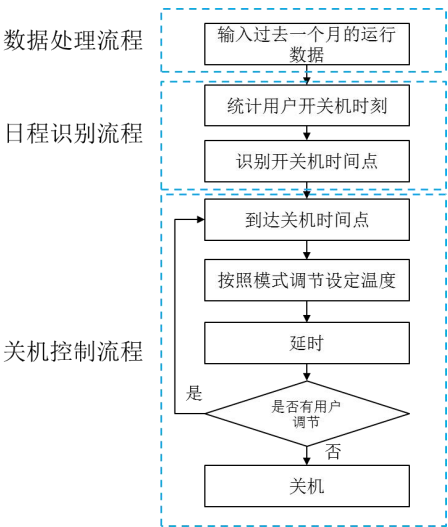 数据处理流程
输入过去一个月的运行
数据
日程识别流程
统计用户开关机时刻
识别开关机时间点
关机控制流程
到达关机时间点
按照模式调节设定温度
延时
是否有用户
调节
是
否
关机